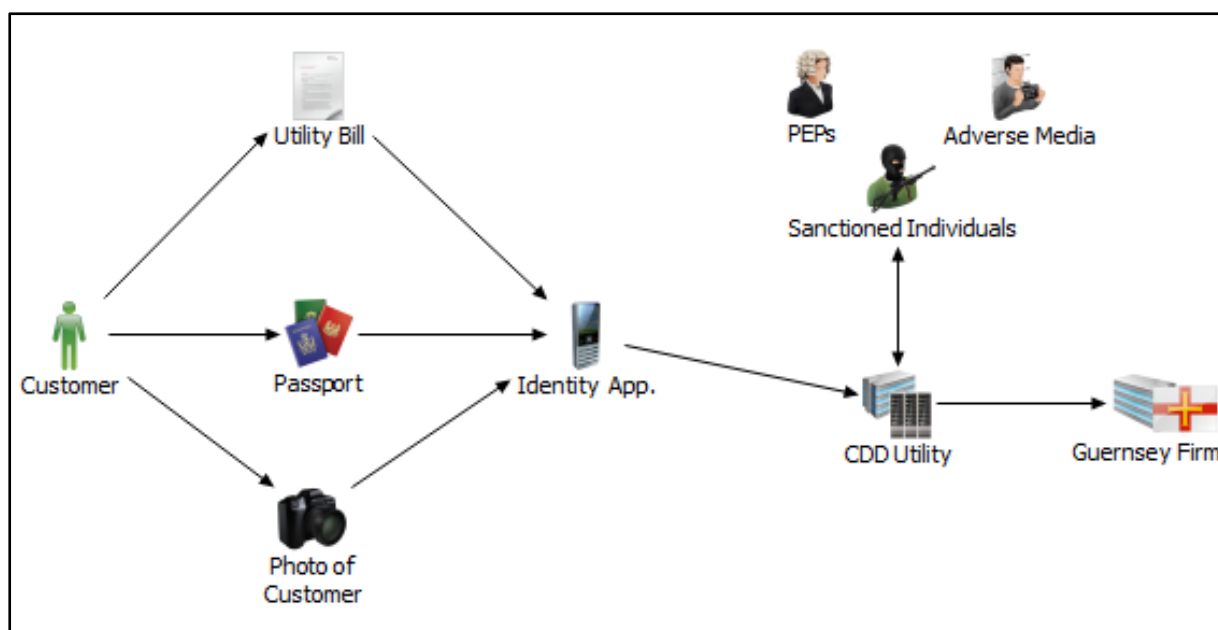 PEPs
Adverse Media
Utility Bill
Sanctioned Individuals
Customer
Passport
Identity App.
CDD Utility
Guernsey Firm
Photo of
Customer